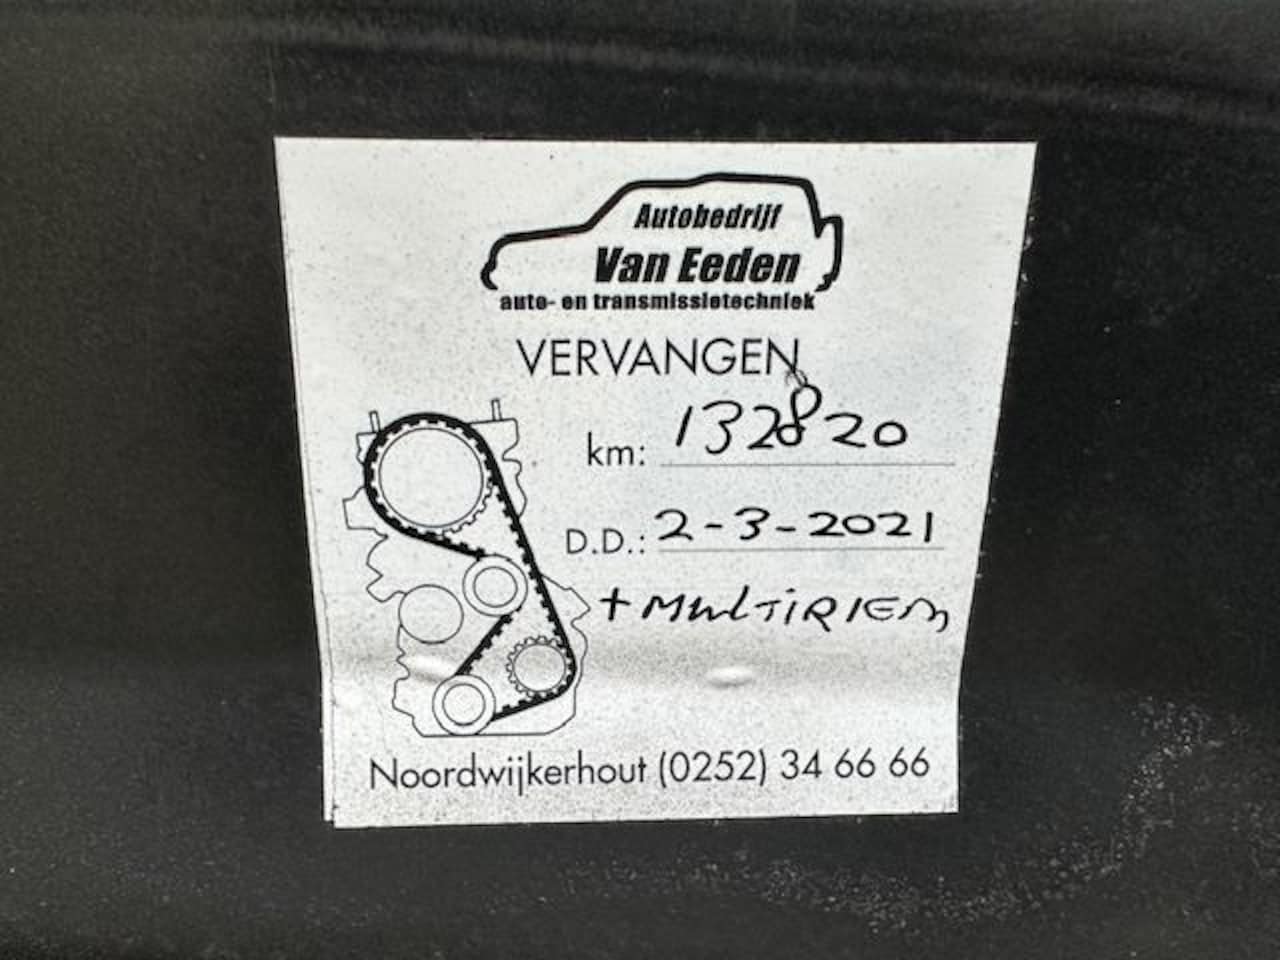 Autobedrijf
Van Eeden
auto- en transmissietechniek
VERVANGEN
km: 132820
D.D.: 2-3-2021
+ MULTIRIEM
Noordwijkerhout (0252) 34 66 66